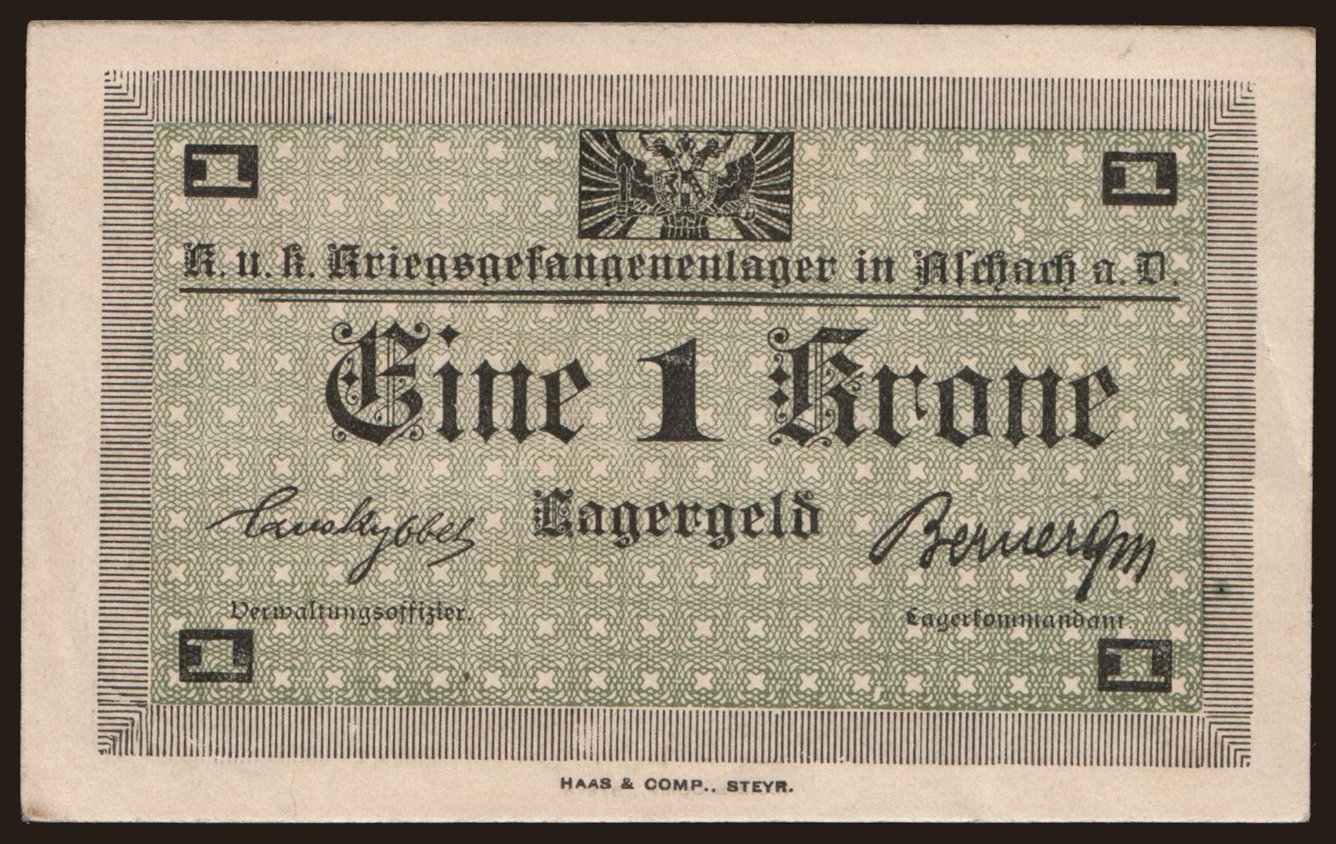 1 1
K. u. k. Kriegsgefangenenlager in Aschach a. D.
Eine 1 Krone
Lagergeld
Verwaltungsoffizier. Lagerkommandant.
1 1
HAAS & COMP., STEYR.